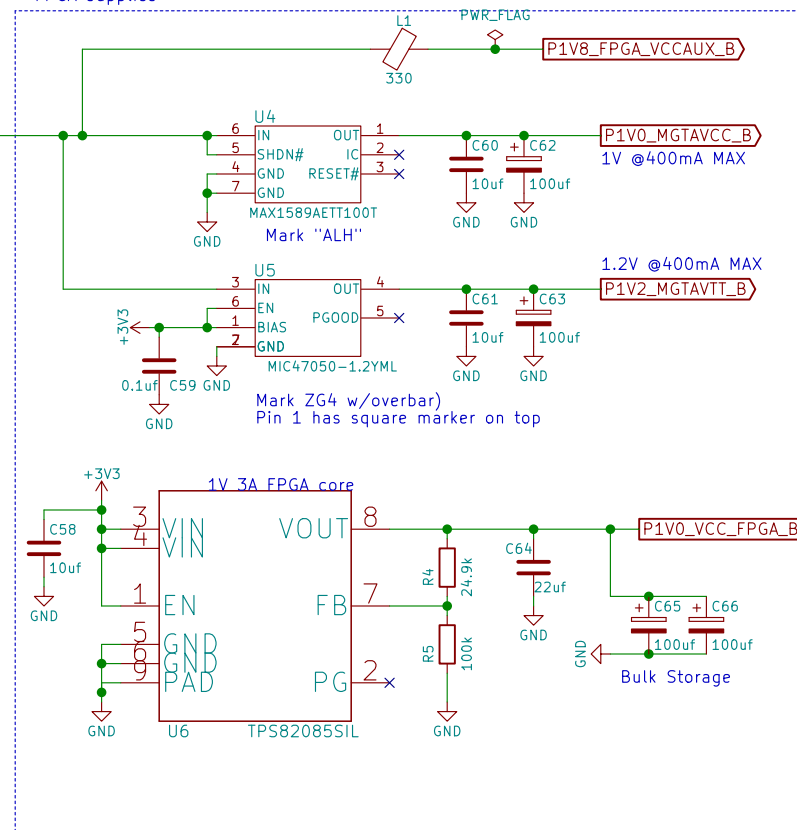 L1
PWR_FLAG
P1V8_FPGA_VCCAUX_B
330
U4
6 IN OUT 1
5 SHDN# IC 2
4 GND RESET# 3
7 GND
MAX1589AETT100T
Mark "ALH"
GND
C60
10uf
GND
C62
+
100uf
GND
P1V0_MGTAVCC_B
1V @400mA MAX
U5
3 IN OUT 4
6 EN
1 BIAS PGOOD 5
2 GND
MIC47050-1.2YML
+3V3
0.1uf C59
GND
GND
Mark ZG4 w/overbar)
Pin 1 has square marker on top
C61
10uf
GND
C63
+
100uf
GND
1.2V @400mA MAX
P1V2_MGTAVTT_B
1V 3A FPGA core
+3V3
C58
10uf
GND
3 VIN VOUT 8
4 VIN
1 EN FB 7
5 GND
6 GND
9 PAD PG 2
U6 TPS82085SIL
GND
R4
24.9k
R5
100k
GND
C64
22uf
GND
P1V0_VCC_FPGA_B
+ C65
100uf
+ C66
100uf
GND
Bulk Storage